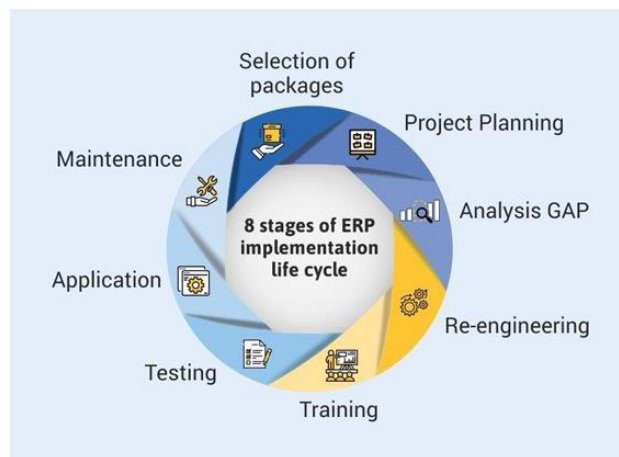 Selection of
packages
Project Planning
Analysis GAP
Re-engineering
Training
Testing
Application
Maintenance
8 stages of ERP
implementation
life cycle